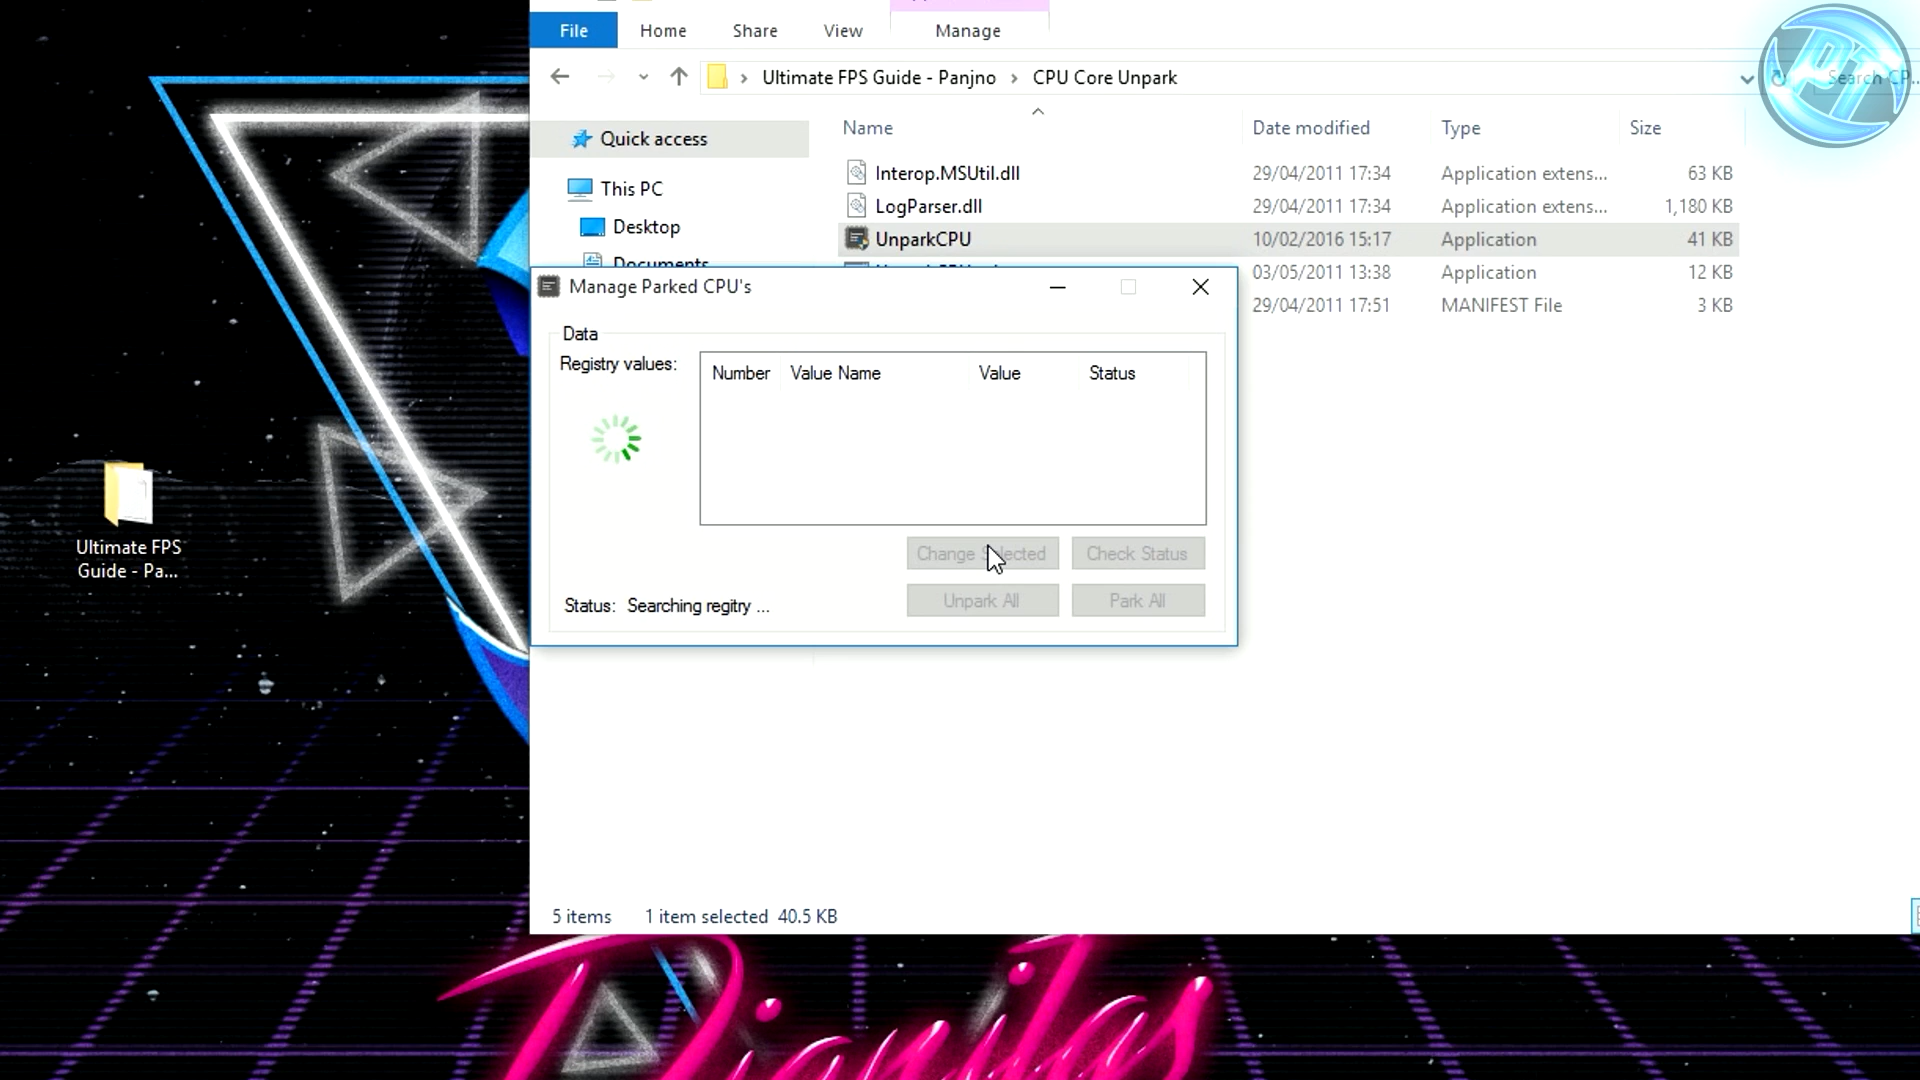 File Home Share View Manage
Ultimate FPS Guide - Panjno › CPU Core Unpark
Search CP...
Quick access
This PC
Desktop
Documents
Name Date modified Type Size
Interop.MSUtil.dll 29/04/2011 17:34 Application extens... 63 KB
LogParser.dll 29/04/2011 17:34 Application extens... 1,180 KB
UnparkCPU 10/02/2016 15:17 Application 41 KB
03/05/2011 13:38 Application 12 KB
29/04/2011 17:51 MANIFEST File 3 KB
Manage Parked CPU's
Data
Registry values:
Number Value Name Value Status
Change Selected Check Status
Status: Searching regitry ...
Unpark All Park All
Ultimate FPS
Guide - Pa...
5 items 1 item selected 40.5 KB